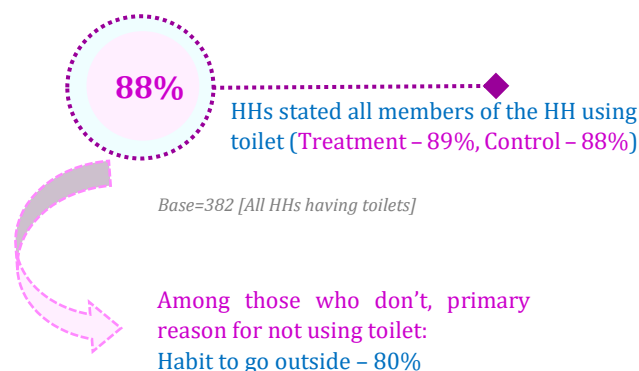 88%
HHs stated all members of the HH using
toilet (Treatment – 89%, Control – 88%)
Base=382 [All HHs having toilets]
Among those who don't, primary
reason for not using toilet:
Habit to go outside – 80%